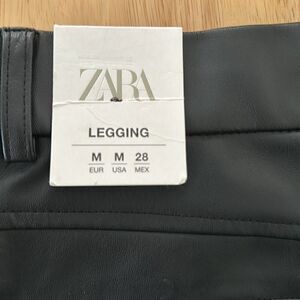 ZARA
LEGGING
M M 28
EUR USA MEX